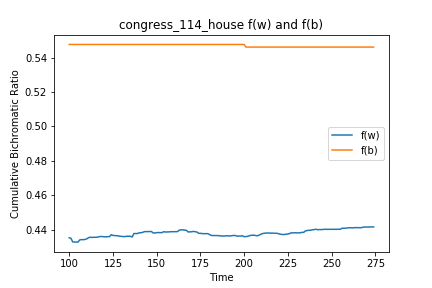 congress_114_house f(w) and f(b)
Cumulative Bichromatic Ratio
0.54
0.52
0.50
0.48
0.46
0.44
f(w)
f(b)
100 125 150 175 200 225 250 275
Time